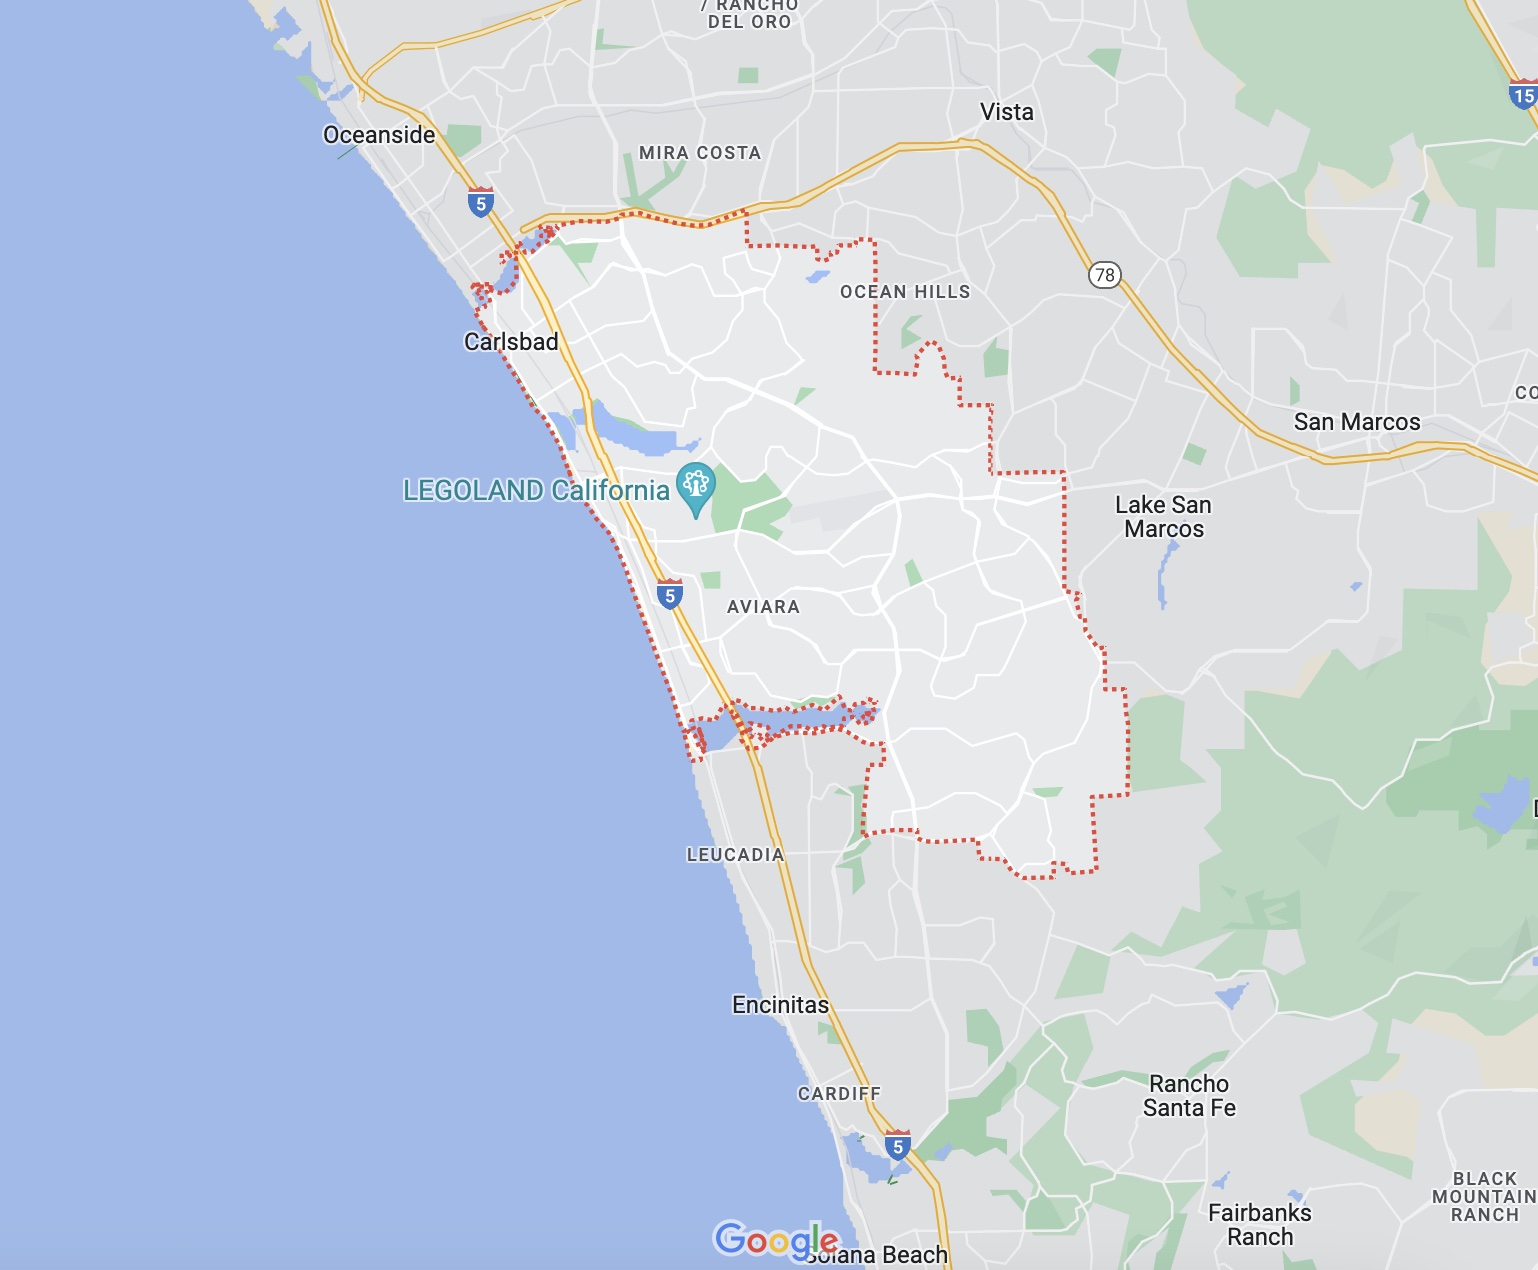 / RANCHO
DEL ORO
15
Vista
Oceanside
MIRA COSTA
5
78
OCEAN HILLS
Carlsbad
CO
San Marcos
LEGOLAND California
Lake San
Marcos
5
AVIARA
D
LEUCADIA
Encinitas
CARDIFF
Rancho
Santa Fe
5
BLACK
MOUNTAIN
RANCH
Fairbanks
Ranch
Google
Solana Beach